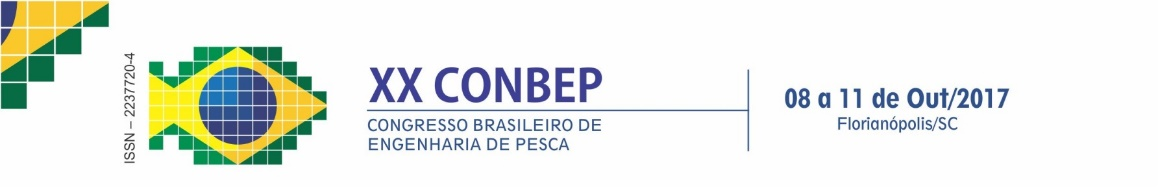 ISSN – 2237720-4
XX CONBEP
CONGRESSO BRASILEIRO DE
ENGENHARIA DE PESCA
08 a 11 de Out/2017
Florianópolis/SC